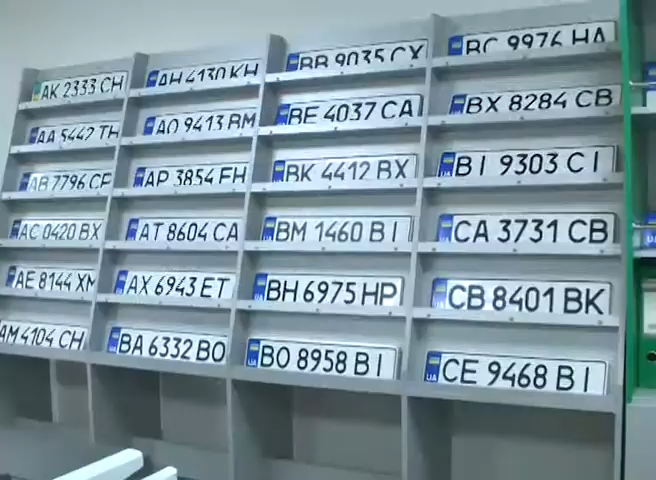 AK 2333 CH
AH 4130 KH
BB 9035 CX
BC 9976 HA
AA 5442 TH
AO 9413 BM
BE 4037 CA
BX 8284 CB
AB 7796 CP
AP 3854 EH
BK 4412 BX
BI 9303 CI
AC 0420 BX
AT 8604 CA
BM 1460 BI
CA 3731 CB
AE 8144 XM
AX 6943 ET
BH 6975 HP
CB 8401 BK
AM 4104 CH
BA 6332 BO
BO 8958 BI
UA CE 9468 BI